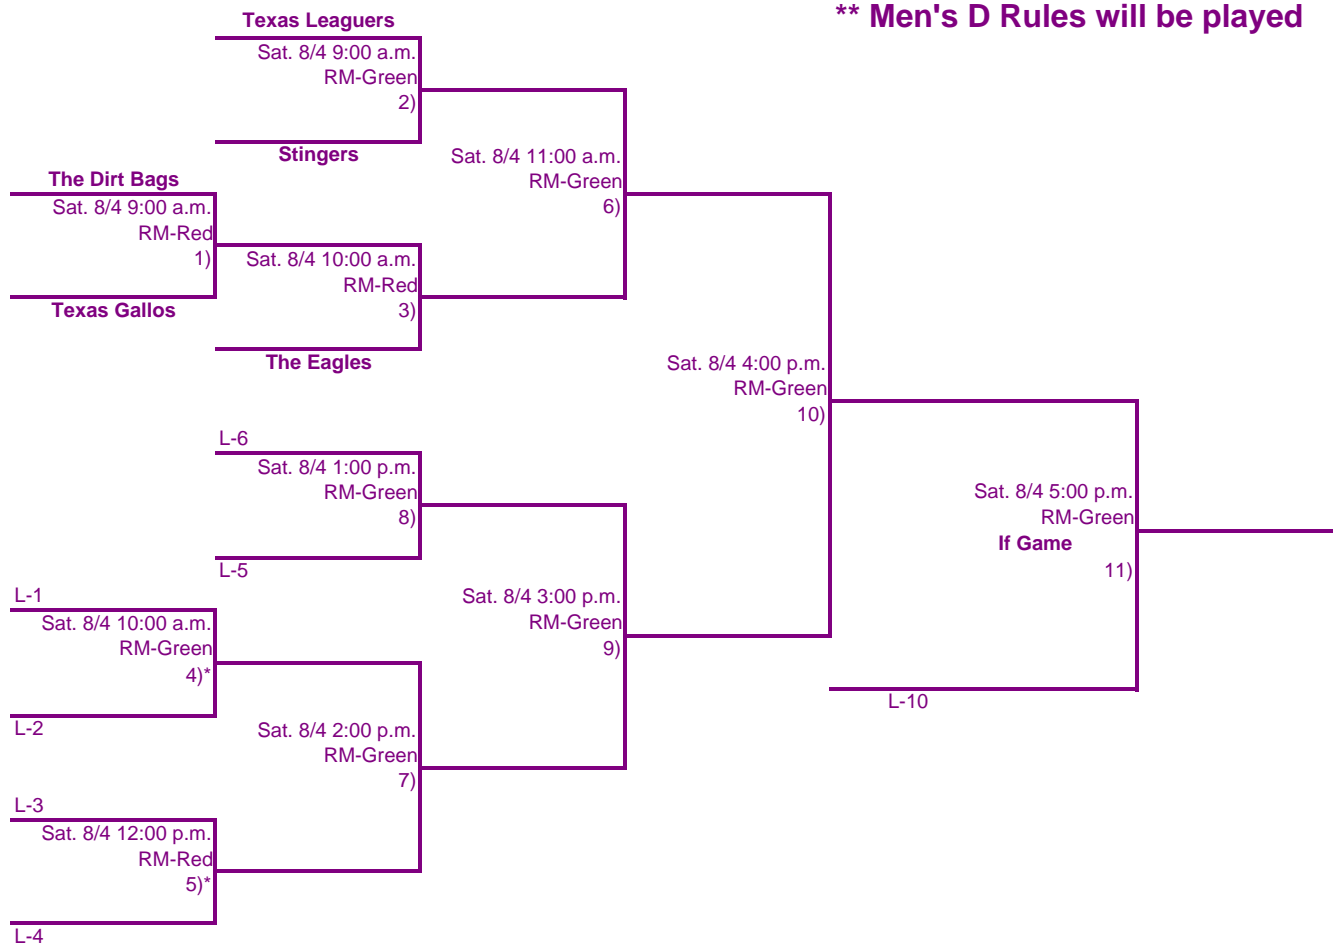 ** Men's D Rules will be played
Texas Leaguers
Sat. 8/4 9:00 a.m.
RM-Green
2)
Stingers
Sat. 8/4 11:00 a.m.
RM-Green
6)
The Dirt Bags
Sat. 8/4 9:00 a.m.
RM-Red
1)
Texas Gallos
Sat. 8/4 10:00 a.m.
RM-Red
3)
The Eagles
Sat. 8/4 4:00 p.m.
RM-Green
10)
L-6
Sat. 8/4 1:00 p.m.
RM-Green
8)
L-5
Sat. 8/4 5:00 p.m.
RM-Green
If Game
11)
L-1
Sat. 8/4 10:00 a.m.
RM-Green
4)*
L-2
Sat. 8/4 3:00 p.m.
RM-Green
9)
L-10
Sat. 8/4 2:00 p.m.
RM-Green
7)
L-3
Sat. 8/4 12:00 p.m.
RM-Red
5)*
L-4